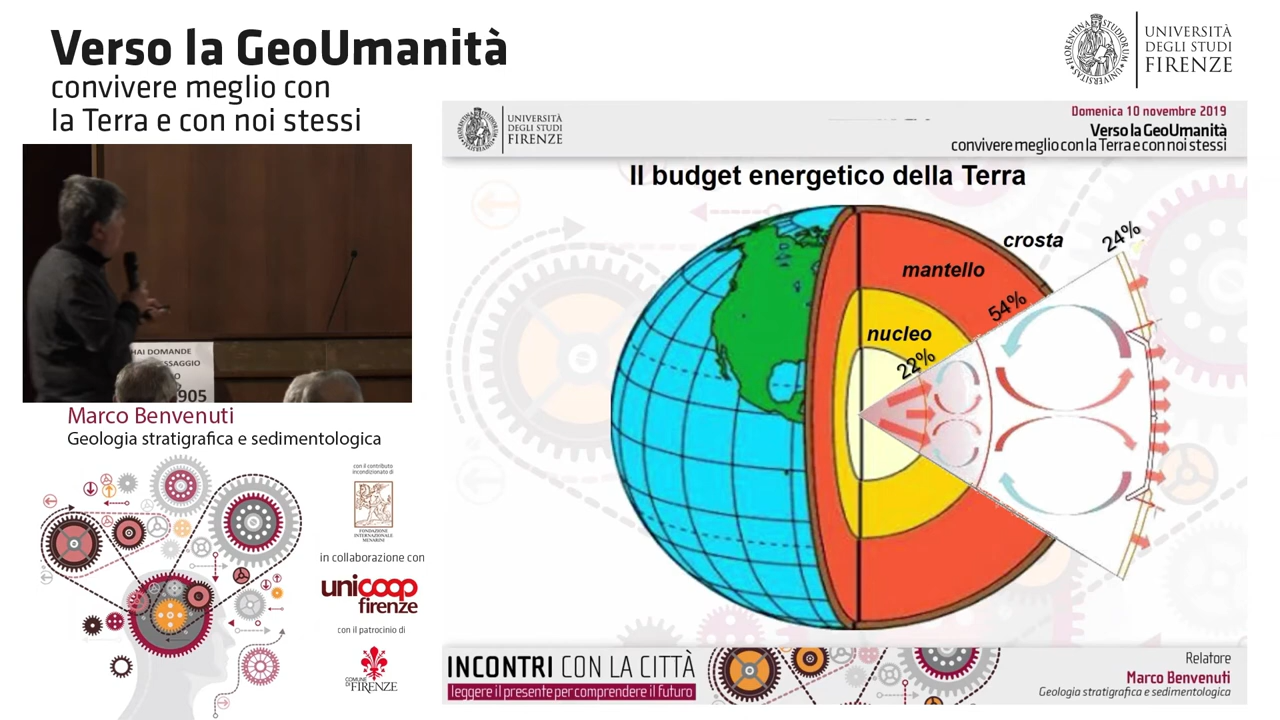 Verso la GeoUmanità
convivere meglio con
la Terra e con noi stessi
UNIVERSITÀ
DEGLI STUDI
FIRENZE
HAI DOMANDE
905
Marco Benvenuti
Geologia stratigrafica e sedimentologica
con il contributo
incondizionato di
FONDAZIONE
INTERNAZIONALE
MENARINI
in collaborazione con
unicoop
firenze
con il patrocinio di
COMUNE
DI FIRENZE
UNIVERSITÀ
DEGLI STUDI
FIRENZE
Domenica 10 novembre 2019
Verso la GeoUmanità
convivere meglio con la Terra e con noi stessi
Il budget energetico della Terra
crosta
24%
mantello
54%
nucleo
22%
INCONTRI CON LA CITTÀ
leggere il presente per comprendere il futuro
Relatore
Marco Benvenuti
Geologia stratigrafica e sedimentologica